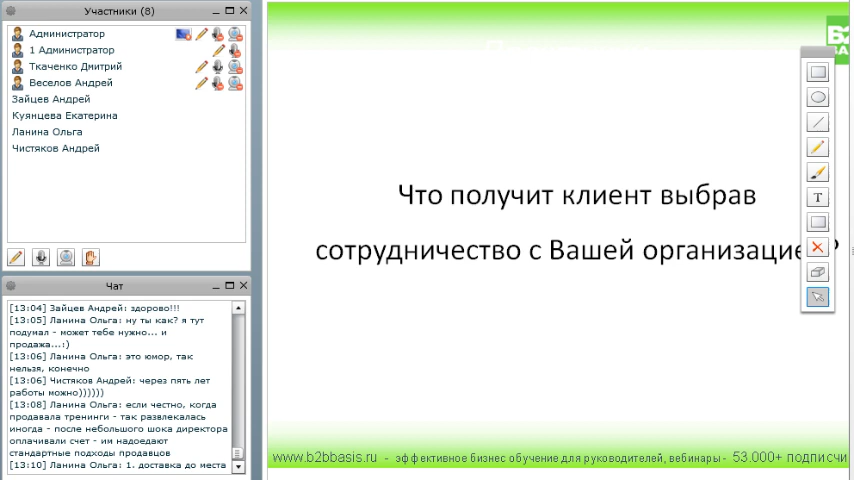 Участники (8)
Администратор
1 Администратор
Ткаченко Дмитрий
Веселов Андрей
Зайцев Андрей
Куянцева Екатерина
Ланина Ольга
Чистяков Андрей
Чат
[13:04] Зайцев Андрей: здорово!!!
[13:05] Ланина Ольга: ну ты как? я тут
подумал - может тебе нужно... и
продажа...:)
[13:06] Ланина Ольга: это юмор, так
нельзя, конечно
[13:06] Чистяков Андрей: через пять лет
работы можно))))))
[13:08] Ланина Ольга: если честно, когда
продавала тренинги - так развлекалась
иногда - после небольшого шока директора
оплачивали счет - им надоедают
стандартные подходы продавцов
[13:10] Ланина Ольга: 1. доставка до места
Что получит клиент выбрав
сотрудничество с Вашей организацие
?
T
www.b2bbasis.ru - эффективное бизнес обучение для руководителей, вебинары - 53.000+ подписчи